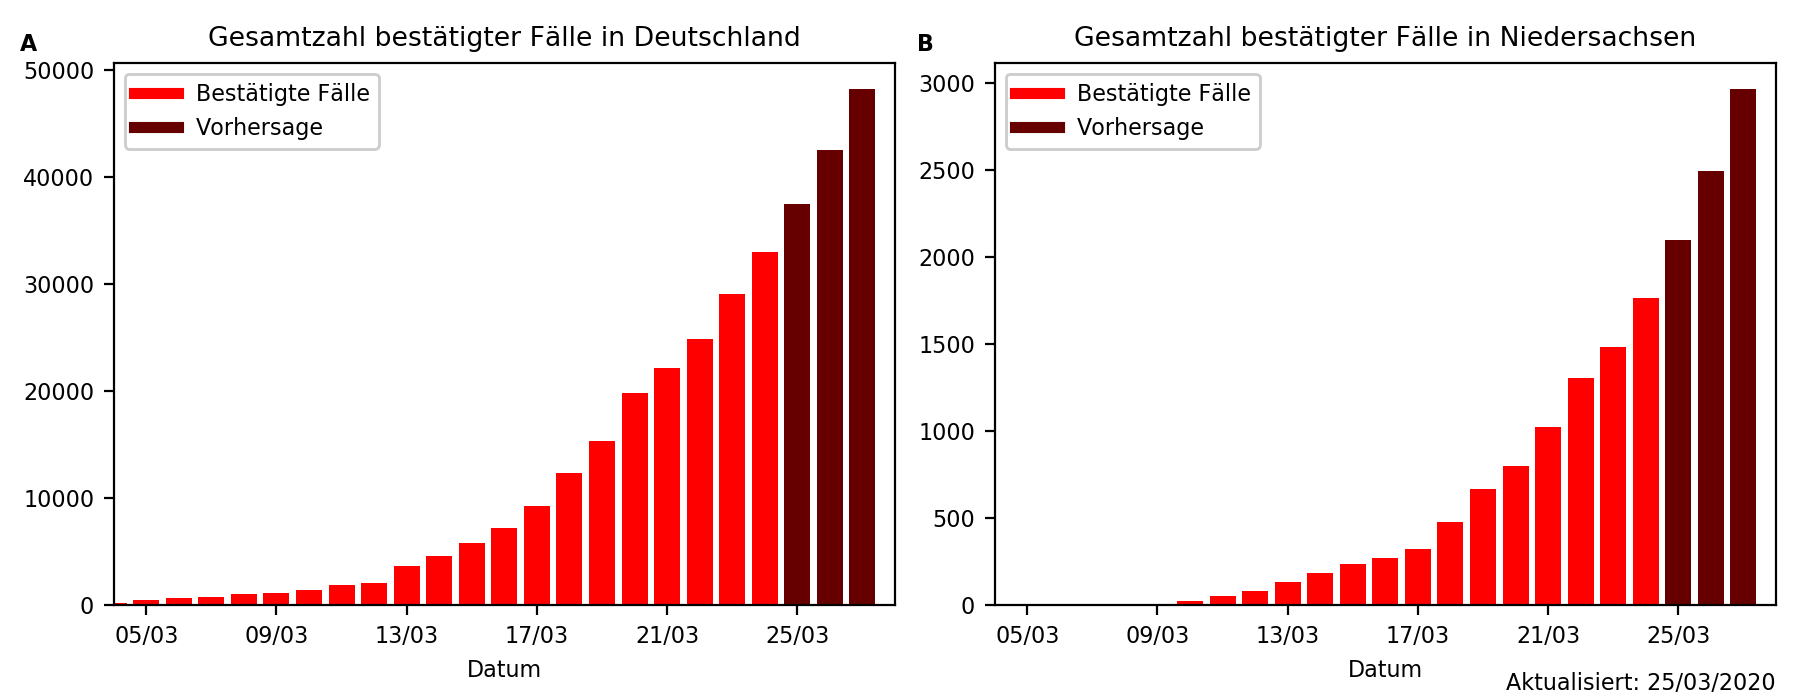 A
Gesamtzahl bestätigter Fälle in Deutschland
Bestätigte Fälle
Vorhersage
50000
40000
30000
20000
10000
0
05/03 09/03 13/03 17/03 21/03 25/03
Datum
B
Gesamtzahl bestätigter Fälle in Niedersachsen
Bestätigte Fälle
Vorhersage
3000
2500
2000
1500
1000
500
0
05/03 09/03 13/03 17/03 21/03 25/03
Datum
Aktualisiert: 25/03/2020